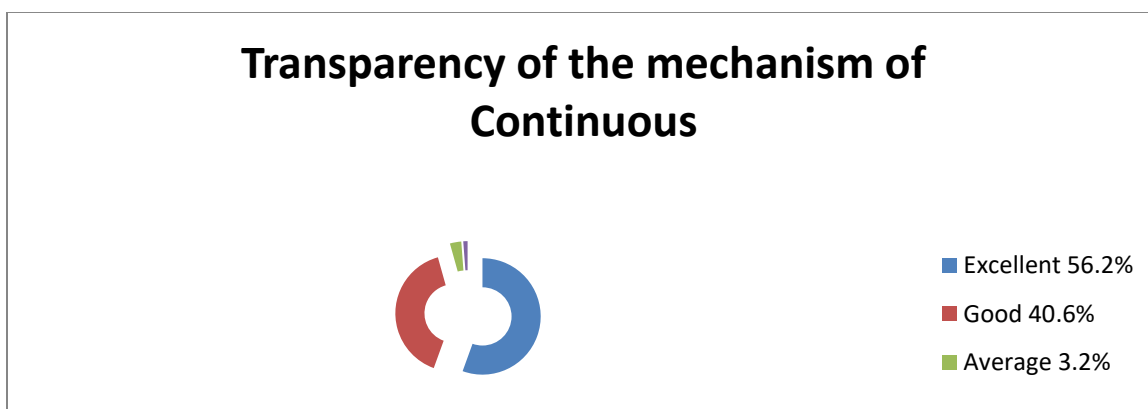 Transparency of the mechanism of
Continuous
Excellent 56.2%
Good 40.6%
Average 3.2%